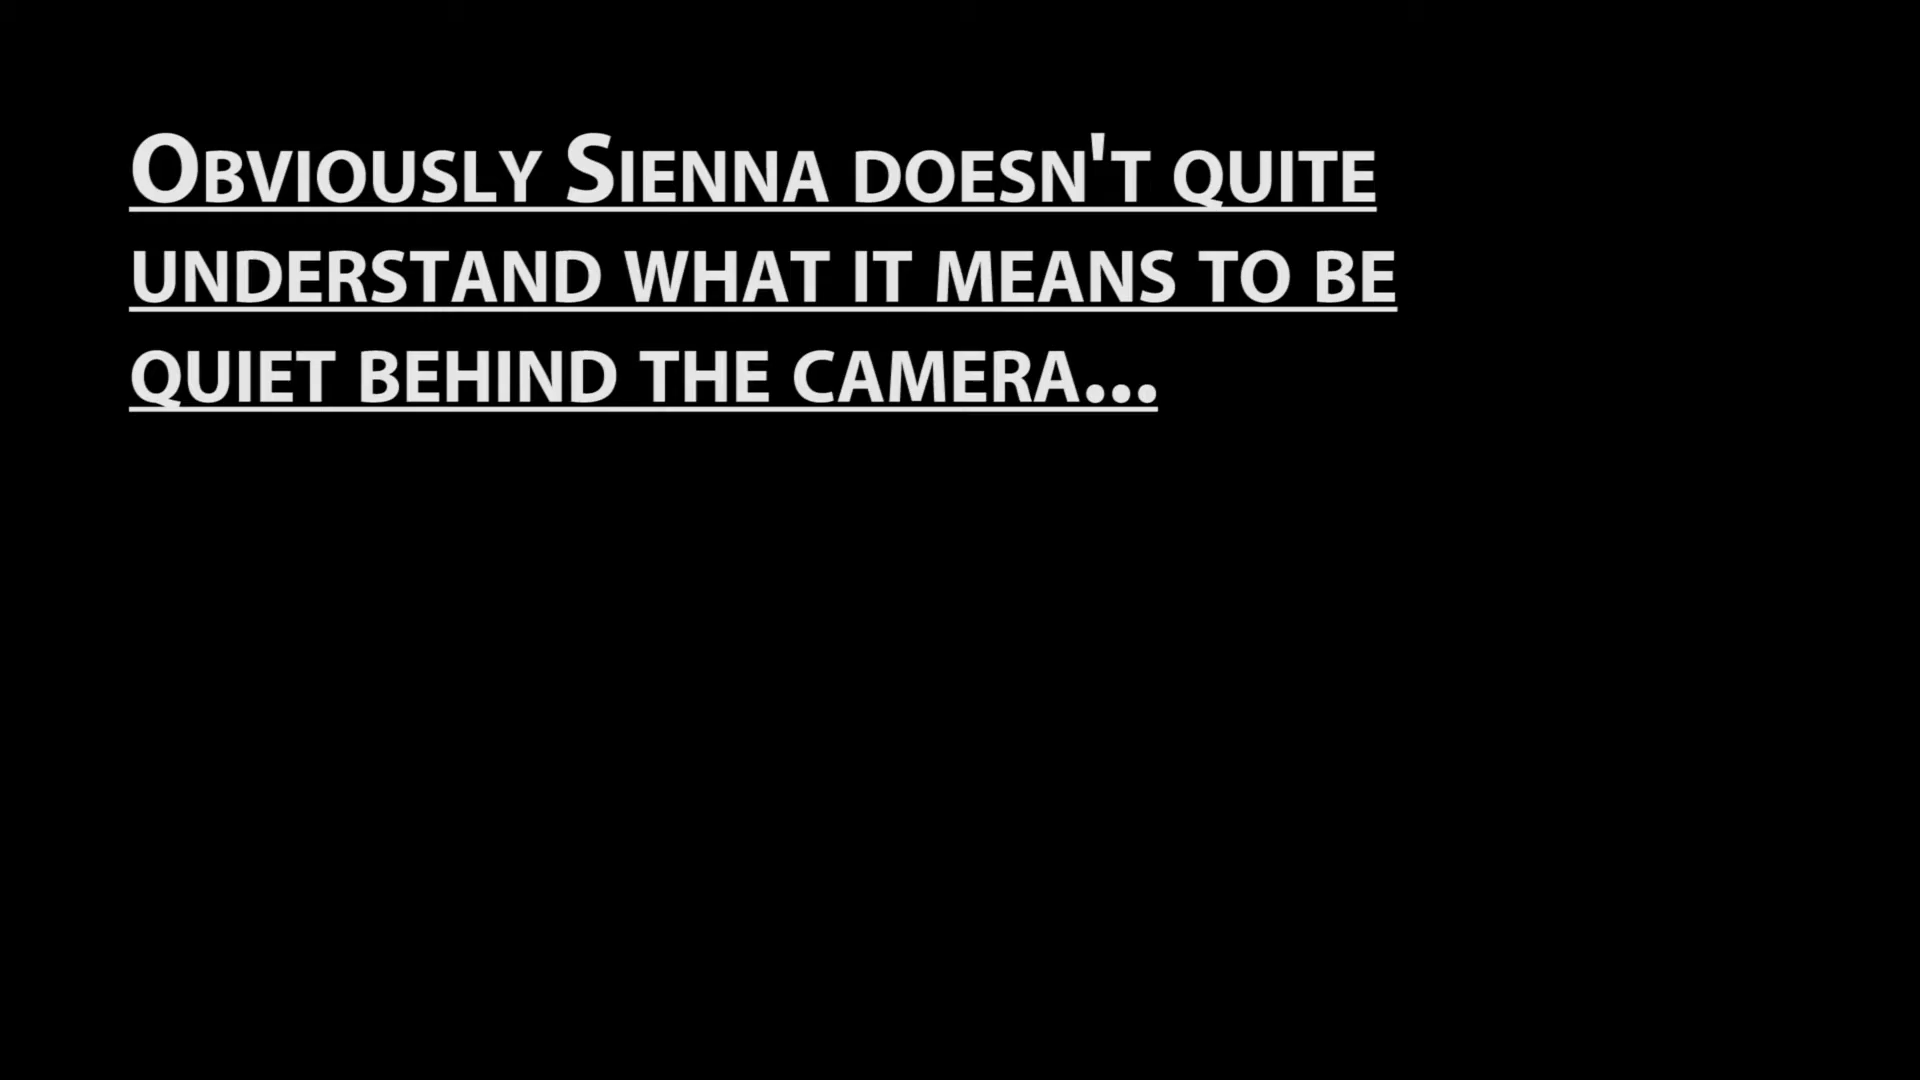 Obviously Sienna doesn't quite
understand what it means to be
quiet behind the camera...